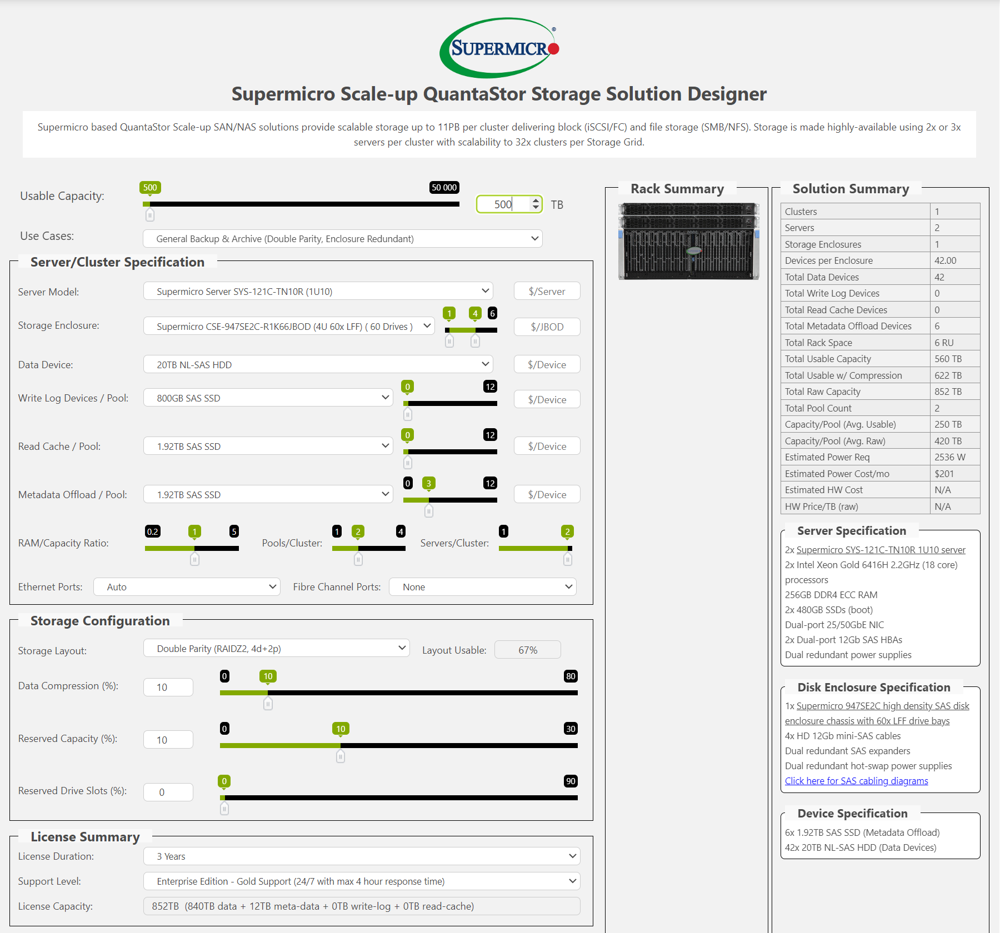 SUPERMICR
®
Supermicro Scale-up QuantaStor Storage Solution Designer
Supermicro based QuantaStor Scale-up SAN/NAS solutions provide scalable storage up to 11PB per cluster delivering block (iSCSI/FC) and file storage (SMB/NFS). Storage is made highly-available using 2x or 3x
servers per cluster with scalability to 32x clusters per Storage Grid.
Usable Capacity:
500
50 000
500
TB
Use Cases:
General Backup & Archive (Double Parity, Enclosure Redundant)
Server/Cluster Specification
Server Model:
Supermicro Server SYS-121C-TN10R (1U10)
$/Server
Storage Enclosure:
Supermicro CSE-947SE2C-R1K66JBOD (4U 60x LFF) ( 60 Drives )
1
4
6
$/JBOD
Data Device:
20TB NL-SAS HDD
$/Device
Write Log Devices / Pool:
800GB SAS SSD
0
12
$/Device
Read Cache / Pool:
1.92TB SAS SSD
0
12
$/Device
Metadata Offload / Pool:
1.92TB SAS SSD
0
3
12
$/Device
RAM/Capacity Ratio:
0.2
1
5
Pools/Cluster:
1
2
4
Servers/Cluster:
1
2
Ethernet Ports:
Auto
Fibre Channel Ports:
None
Storage Configuration
Storage Layout:
Double Parity (RAIDZ2, 4d+2p)
Layout Usable:
67%
Data Compression (%):
10
0
10
80
Reserved Capacity (%):
10
0
10
30
Reserved Drive Slots (%):
0
0
90
License Summary
License Duration:
3 Years
Support Level:
Enterprise Edition - Gold Support (24/7 with max 4 hour response time)
License Capacity:
852TB (840TB data + 12TB meta-data + 0TB write-log + 0TB read-cache)
Rack Summary
Solution Summary
Clusters 1
Servers 2
Storage Enclosures 1
Devices per Enclosure 42.00
Total Data Devices 42
Total Write Log Devices 0
Total Read Cache Devices 0
Total Metadata Offload Devices 6
Total Rack Space 6 RU
Total Usable Capacity 560 TB
Total Usable w/ Compression 622 TB
Total Raw Capacity 852 TB
Total Pool Count 2
Capacity/Pool (Avg. Usable) 250 TB
Capacity/Pool (Avg. Raw) 420 TB
Estimated Power Req 2536 W
Estimated Power Cost/mo $201
Estimated HW Cost N/A
HW Price/TB (raw) N/A
Server Specification
2x Supermicro SYS-121C-TN10R 1U10 server
2x Intel Xeon Gold 6416H 2.2GHz (18 core)
processors
256GB DDR4 ECC RAM
2x 480GB SSDs (boot)
Dual-port 25/50GbE NIC
2x Dual-port 12Gb SAS HBAs
Dual redundant power supplies
Disk Enclosure Specification
1x Supermicro 947SE2C high density SAS disk
enclosure chassis with 60x LFF drive bays
4x HD 12Gb mini-SAS cables
Dual redundant SAS expanders
Dual redundant hot-swap power supplies
Click here for SAS cabling diagrams
Device Specification
6x 1.92TB SAS SSD (Metadata Offload)
42x 20TB NL-SAS HDD (Data Devices)